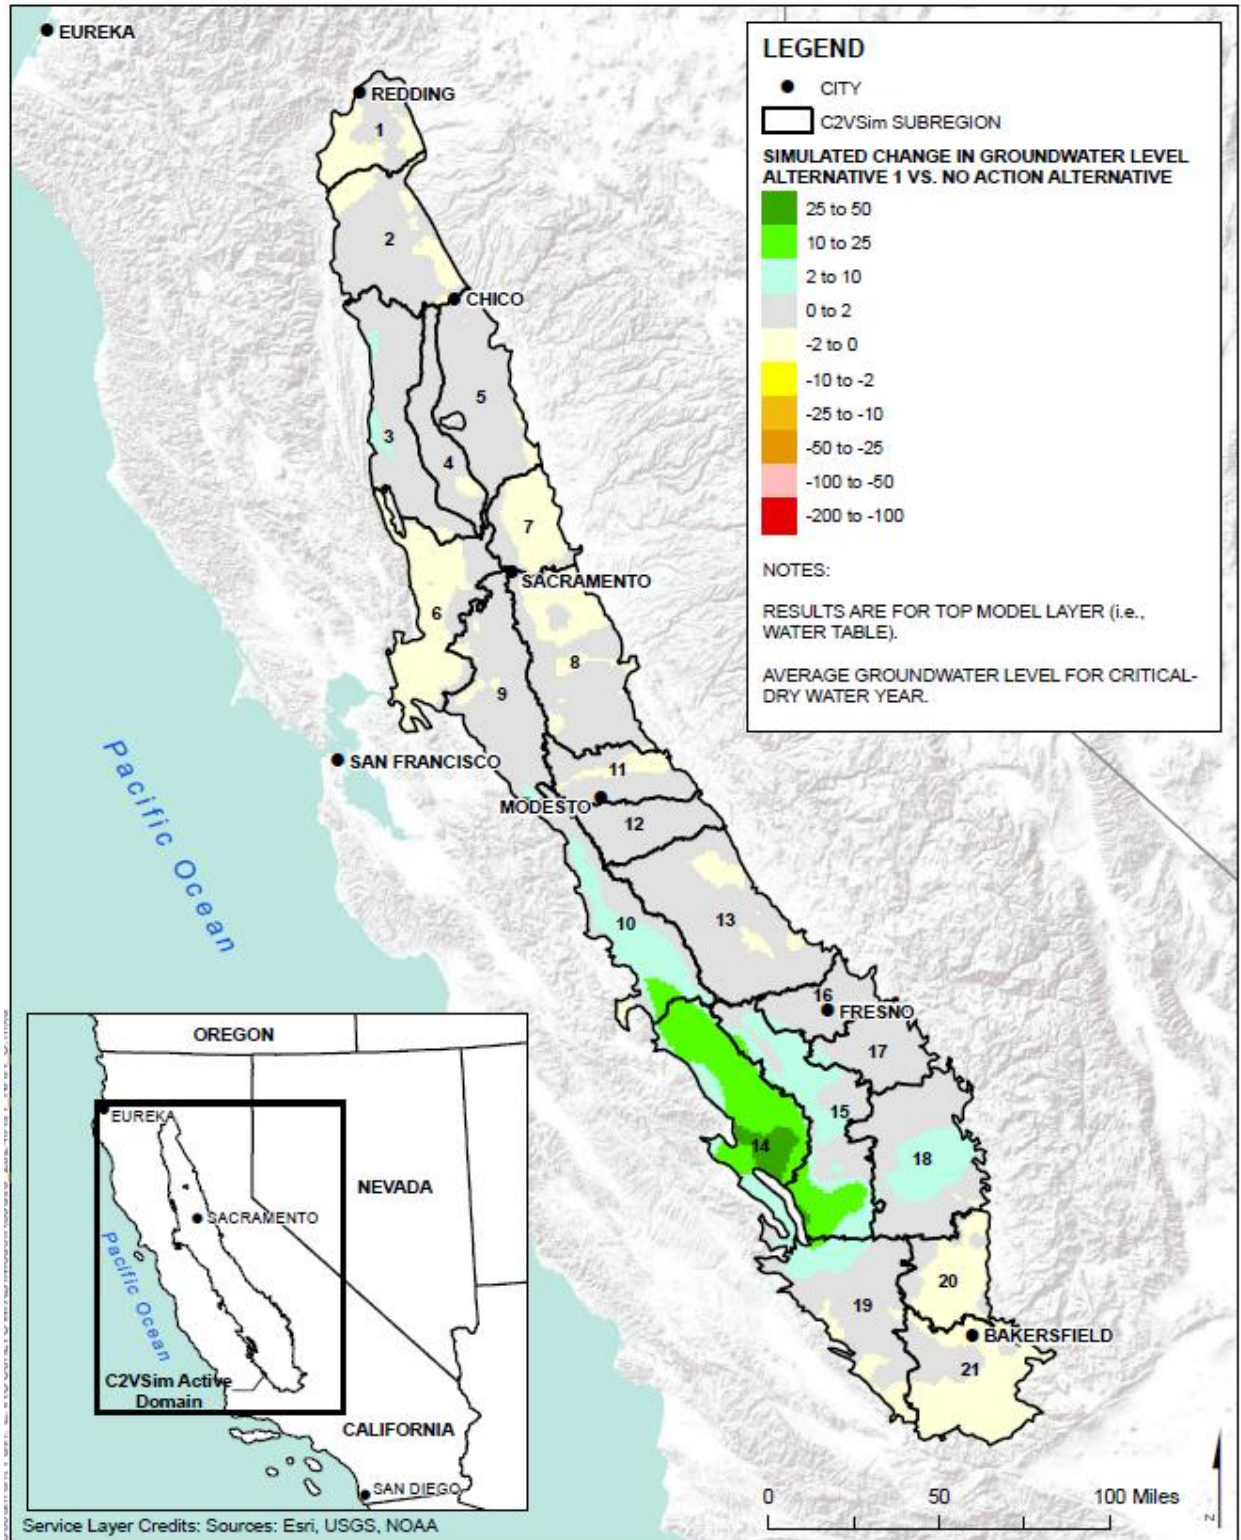 EUREKA
REDDING
1
2
CHICO
3
4
5
6
7
SACRAMENTO
8
9
SAN FRANCISCO
11
MODESTO
12
10
13
16
FRESNO
17
15
14
18
19
20
BAKERSFIELD
21
Pacific Ocean
LEGEND
CITY
C2VSim SUBREGION
SIMULATED CHANGE IN GROUNDWATER LEVEL
ALTERNATIVE 1 VS. NO ACTION ALTERNATIVE
25 to 50
10 to 25
2 to 10
0 to 2
-2 to 0
-10 to -2
-25 to -10
-50 to -25
-100 to -50
-200 to -100
NOTES:
RESULTS ARE FOR TOP MODEL LAYER (i.e.,
WATER TABLE).
AVERAGE GROUNDWATER LEVEL FOR CRITICAL-
DRY WATER YEAR.
OREGON
EUREKA
NEVADA
SACRAMENTO
Pacific Ocean
C2VSim Active
Domain
CALIFORNIA
SAN DIEGO
0 50 100 Miles
Z
Service Layer Credits: Sources: Esri, USGS, NOAA